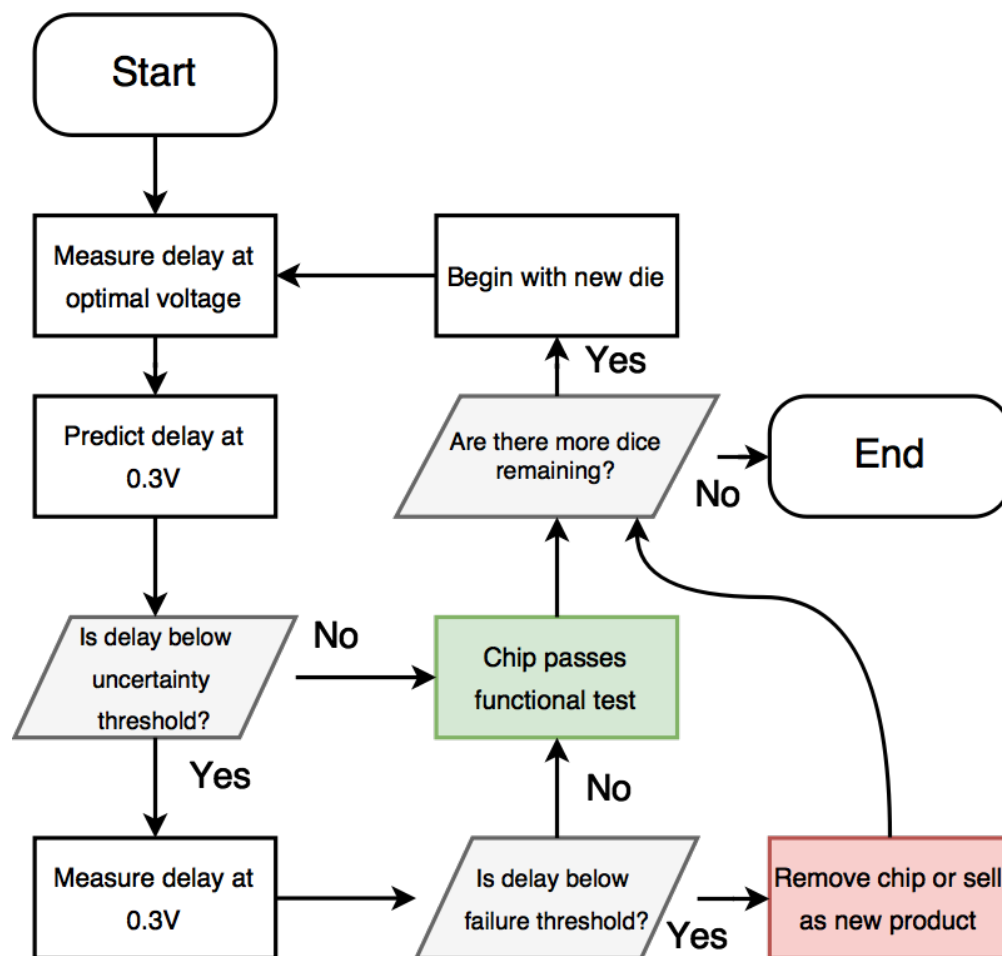 Start
Measure delay at
optimal voltage
Begin with new die
Yes
Predict delay at
0.3V
Are there more dice
remaining?
No
End
Is delay below
uncertainty
threshold?
No
Yes
Chip passes
functional test
No
Measure delay at
0.3V
Is delay below
failure threshold?
Yes
Remove chip or sell
as new product